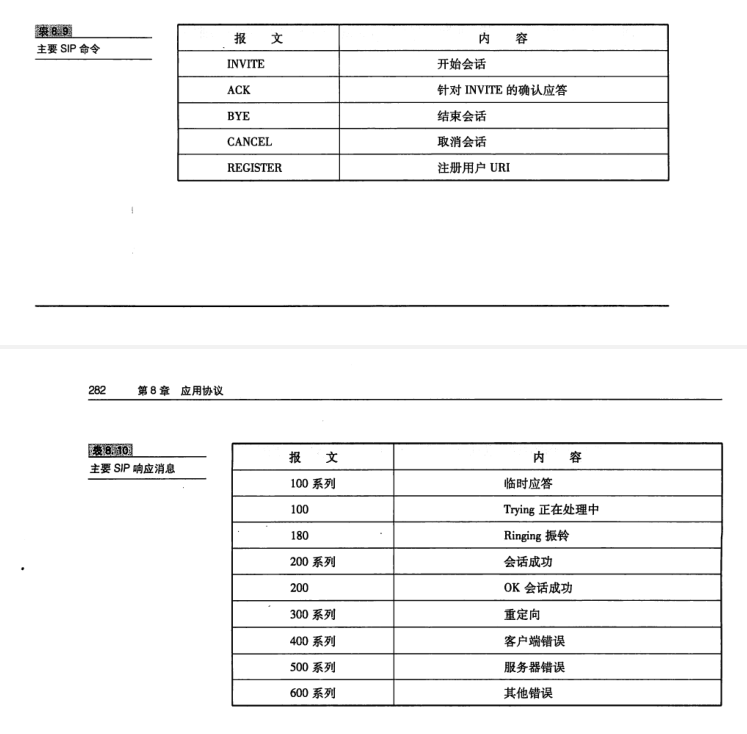 表 8.9
主要 SIP 命令
报 文 内 容
INVITE 开始会话
ACK 针对 INVITE 的确认应答
BYE 结束会话
CANCEL 取消会话
REGISTER 注册用户 URI
282 第 8 章 应用协议
表 8.10
主要 SIP 响应消息
报 文 内 容
100 系列 临时应答
100 Trying 正在处理中
180 Ringing 振铃
200 系列 会话成功
200 OK 会话成功
300 系列 重定向
400 系列 客户端错误
500 系列 服务器错误
600 系列 其他错误